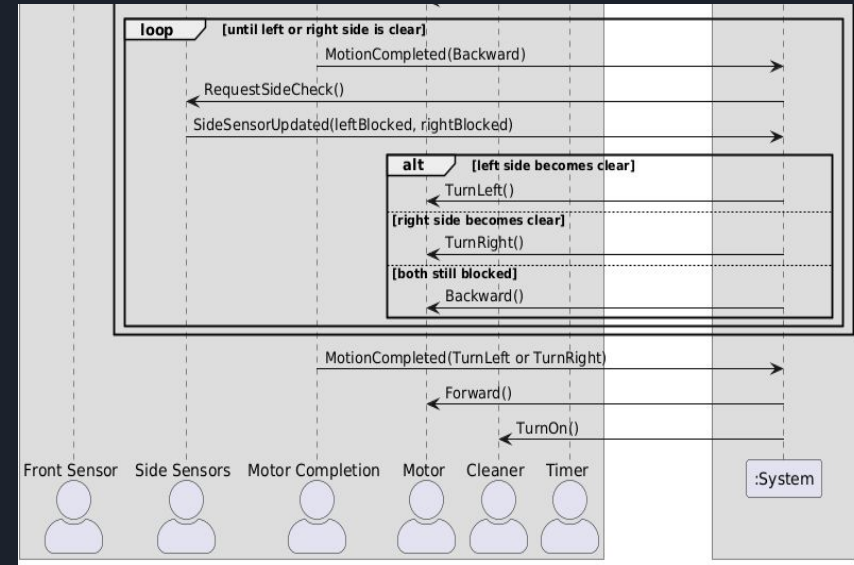 loop [until left or right side is clear]
MotionCompleted(Backward)
RequestSideCheck()
SideSensorUpdated(leftBlocked, rightBlocked)
alt [left side becomes clear]
TurnLeft()
[right side becomes clear]
TurnRight()
[both still blocked]
Backward()
MotionCompleted(TurnLeft or TurnRight)
Forward()
TurnOn()
Front Sensor Side Sensors Motor Completion Motor Cleaner Timer :System